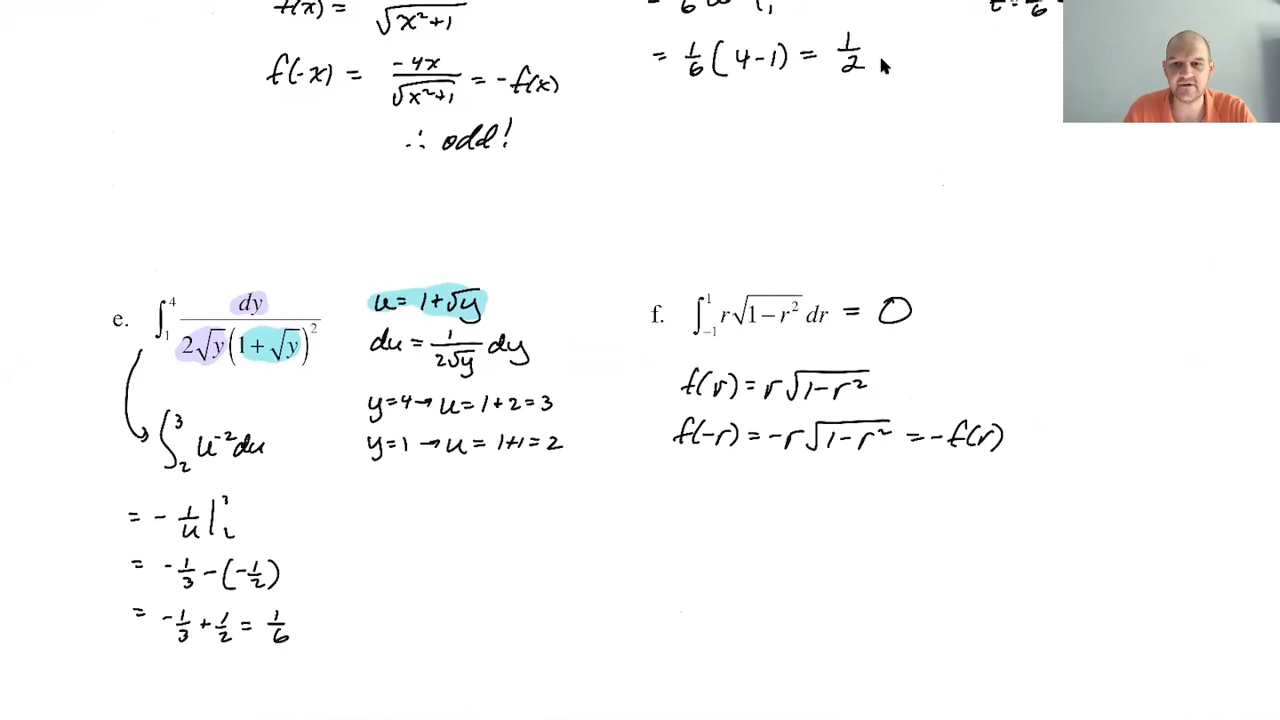 f(x) = √x²+1
f(-x) = -4x / √x²+1 = -f(x)
∴ odd!
= 1/6 (4-1) = 1/2
e. ∫₁⁴ dy / 2√y(1+√y)²
u = 1+√y
du = 1/2√y dy
y=4 → u = 1+2 = 3
y=1 → u = 1+1 = 2
∫₂³ u⁻² du
= - 1/u |₂³
= -1/3 - (-1/2)
= -1/3 + 1/2 = 1/6
f. ∫₋₁¹ r√1-r² dr = 0
f(r) = r√1-r²
f(-r) = -r√1-r² = -f(r)